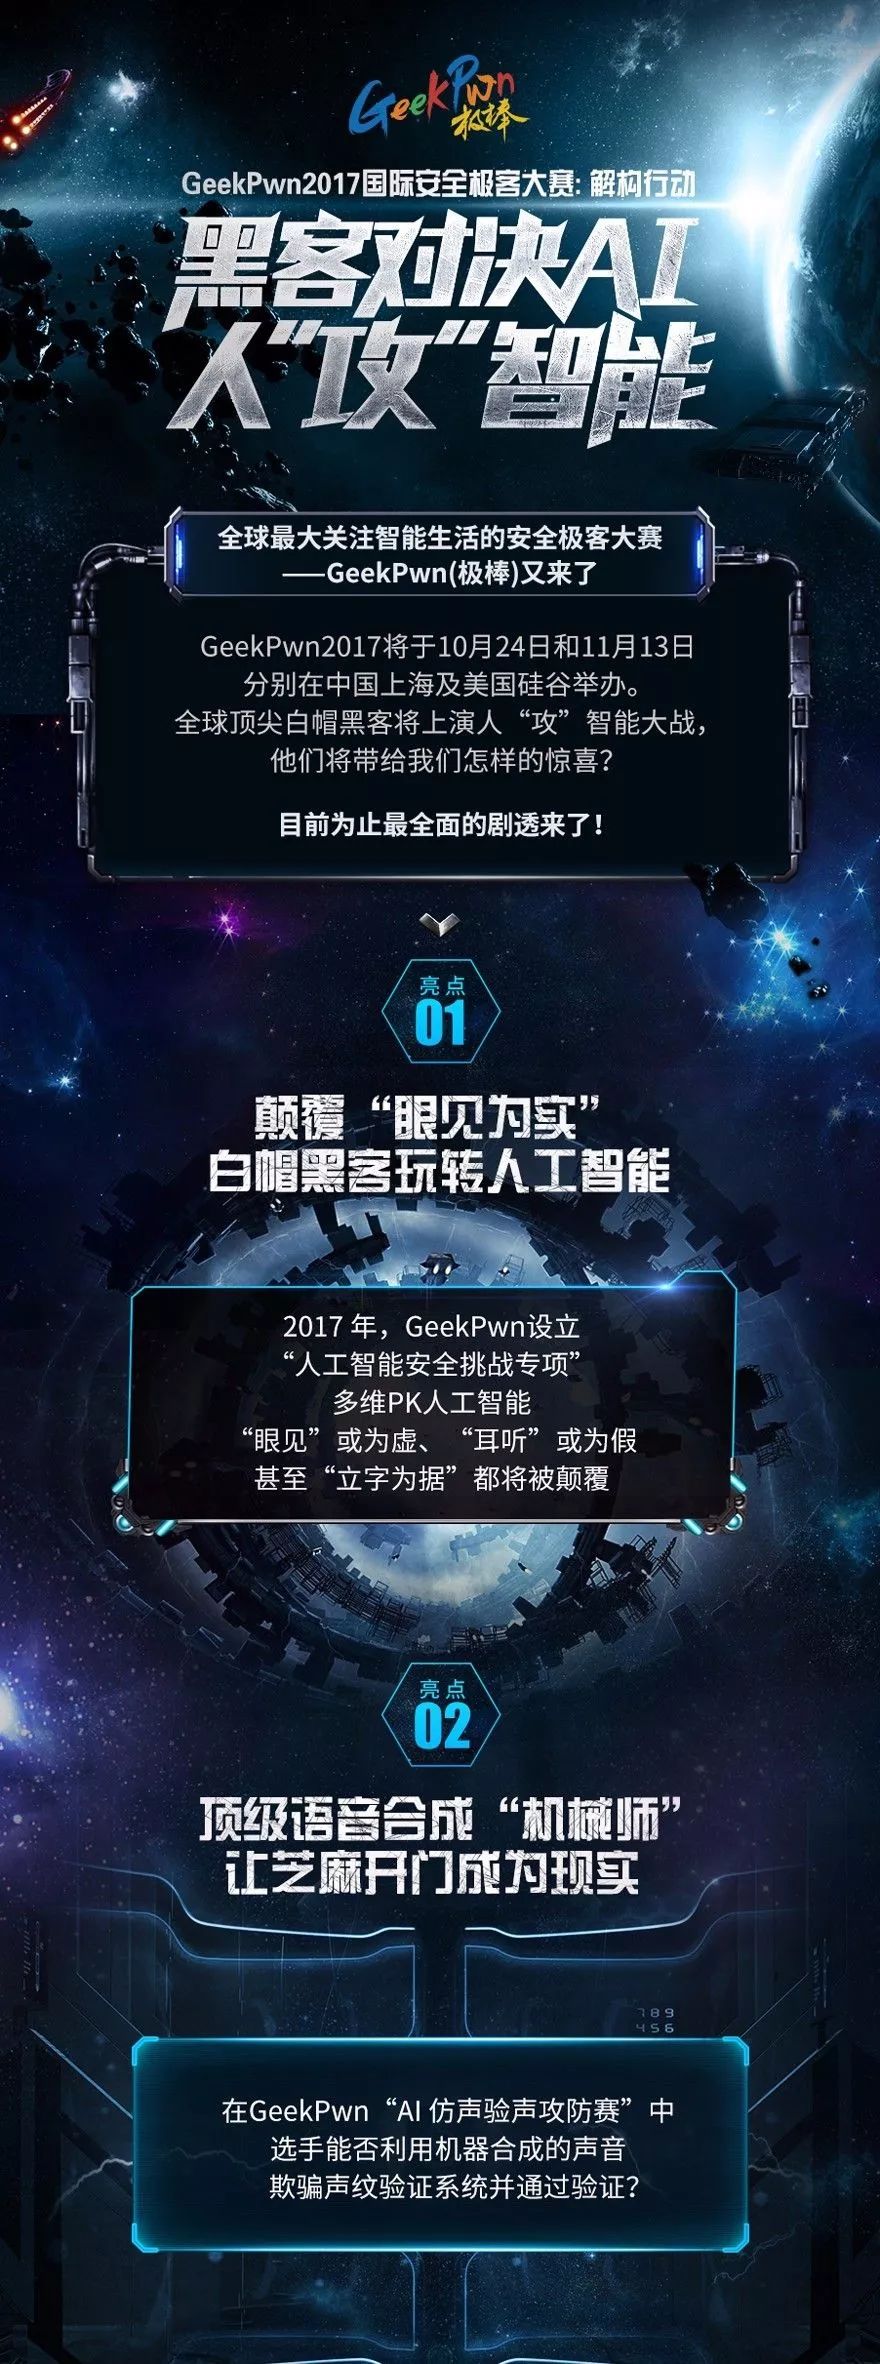 GeekPwn
极棒
GeekPwn2017国际安全极客大赛: 解构行动
黑客对决AI
人"攻"智能
全球最大关注智能生活的安全极客大赛
——GeekPwn(极棒)又来了
GeekPwn2017将于10月24日和11月13日
分别在中国上海及美国硅谷举办。
全球顶尖白帽黑客将上演人“攻”智能大战，
他们将带给我们怎样的惊喜？
目前为止最全面的剧透来了！
亮点
01
颠覆“眼见为实”
白帽黑客玩转人工智能
2017 年，GeekPwn设立
“人工智能安全挑战专项”
多维PK人工智能
“眼见”或为虚、“耳听”或为假
甚至“立字为据”都将被颠覆
亮点
02
顶级语音合成“机械师”
让芝麻开门成为现实
789
456
在GeekPwn“AI 仿声验声攻防赛”中
选手能否利用机器合成的声音
欺骗声纹验证系统并通过验证？